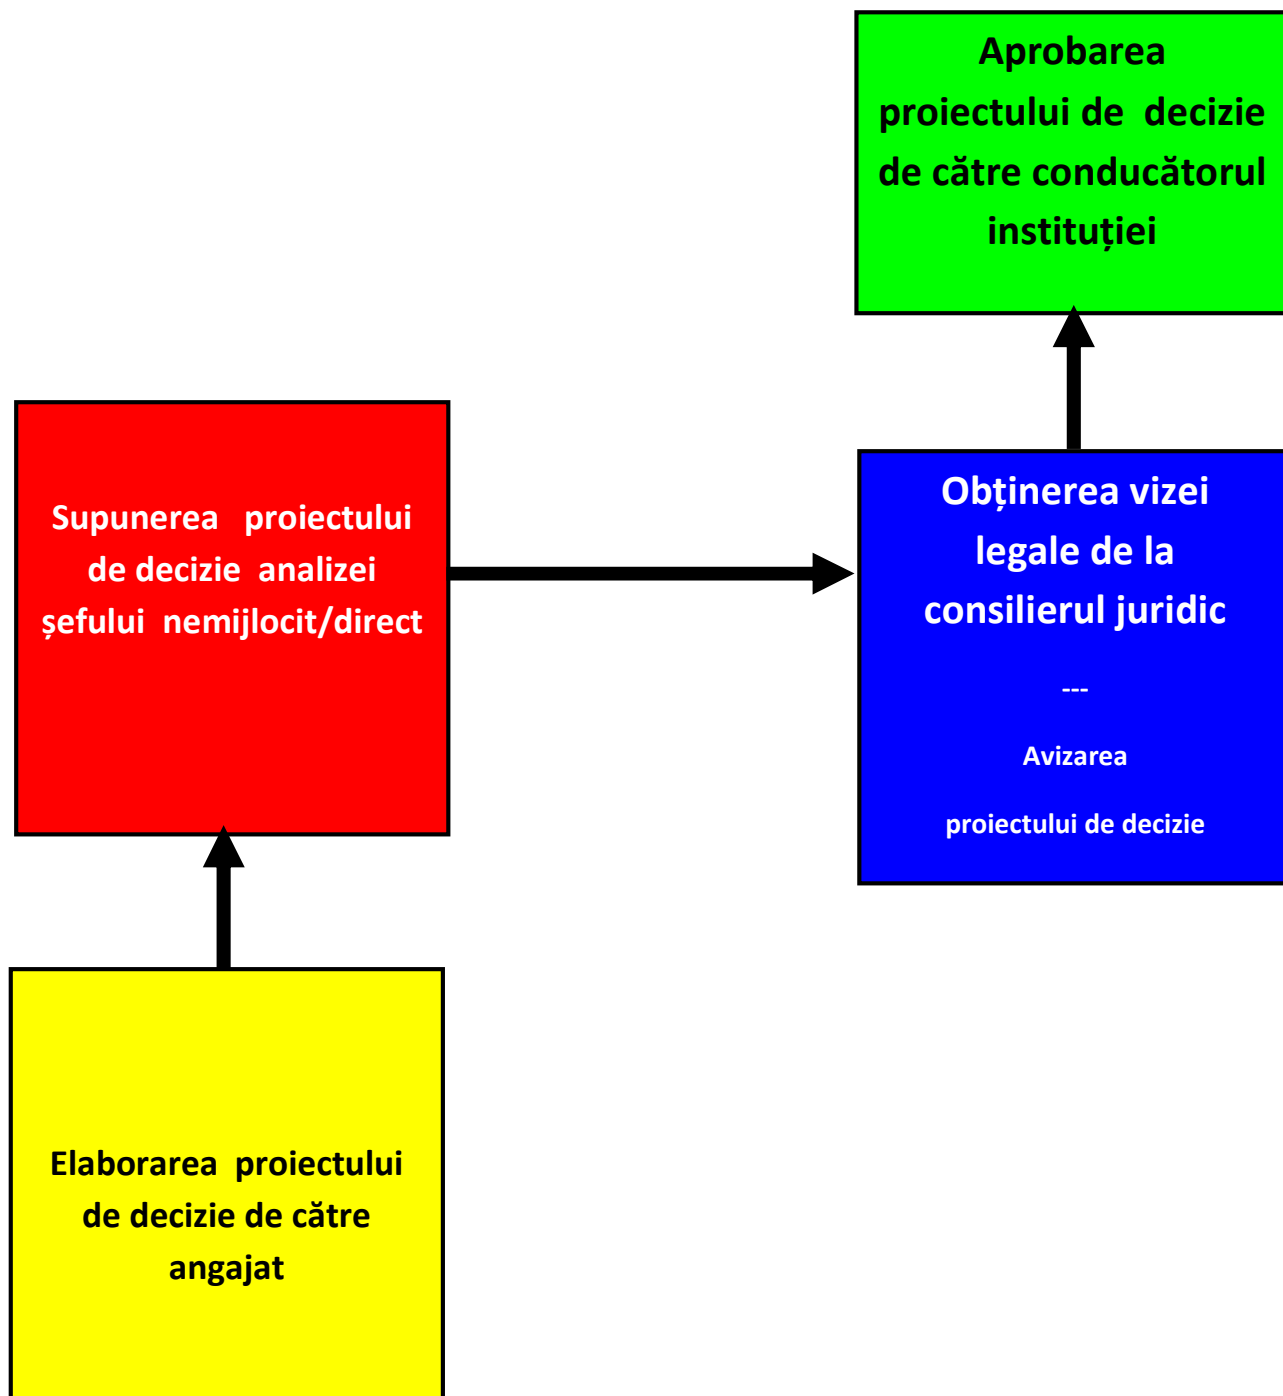 Aprobarea
proiectului de decizie
de către conducătorul
instituției
Supunerea proiectului
de decizie analizei
șefului nemijlocit/direct
Obținerea vizei
legale de la
consilierul juridic
---
Avizarea
proiectului de decizie
Elaborarea proiectului
de decizie de către
angajat